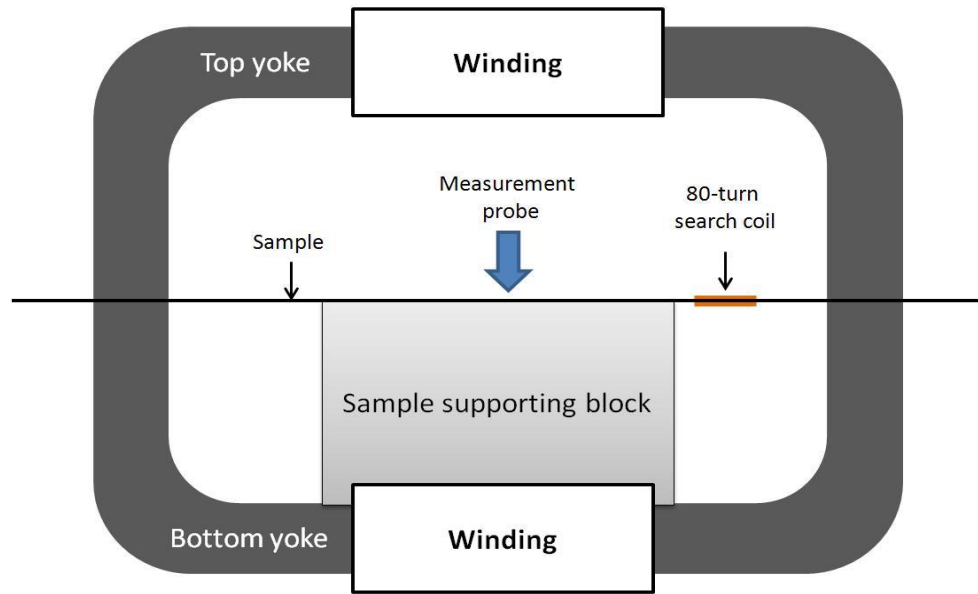 Top yoke
Winding
Measurement
probe
80-turn
search coil
Sample
Sample supporting block
Bottom yoke
Winding